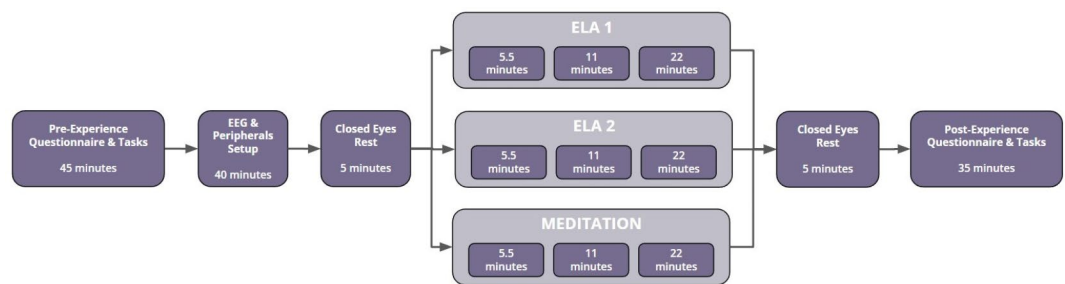 Pre-Experience
Questionnaire & Tasks
45 minutes
EEG &
Peripherals
Setup
40 minutes
Closed Eyes
Rest
5 minutes
ELA 1
5.5
minutes
11
minutes
22
minutes
ELA 2
5.5
minutes
11
minutes
22
minutes
MEDITATION
5.5
minutes
11
minutes
22
minutes
Closed Eyes
Rest
5 minutes
Post-Experience
Questionnaire & Tasks
35 minutes